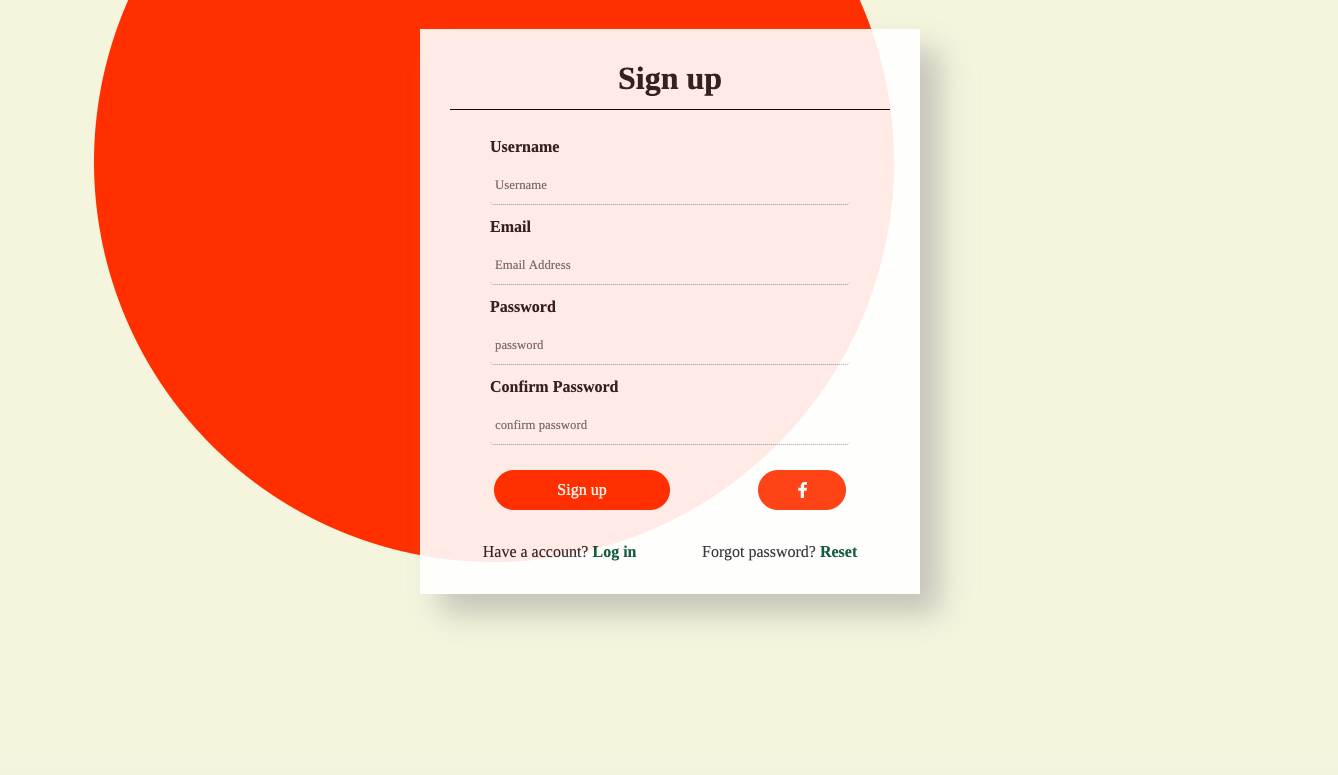 Sign up
Username
Username
Email
Email Address
Password
password
Confirm Password
confirm password
Sign up
Have a account? Log in Forgot password? Reset